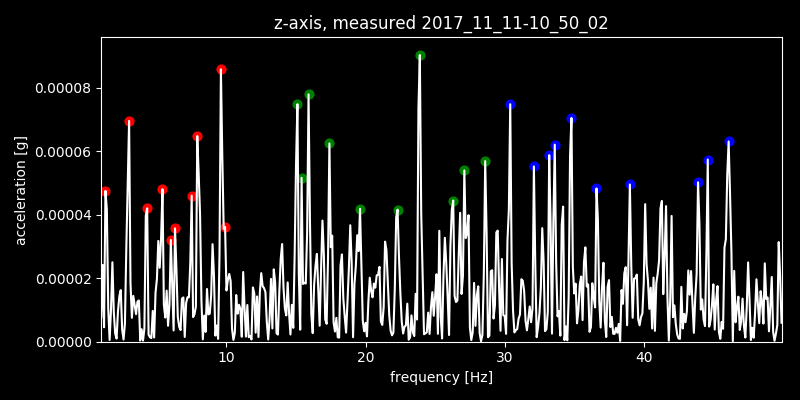 z-axis, measured 2017_11_11-10_50_02
0.00008
0.00006
0.00004
0.00002
0.00000
acceleration [g]
10 20 30 40
frequency [Hz]